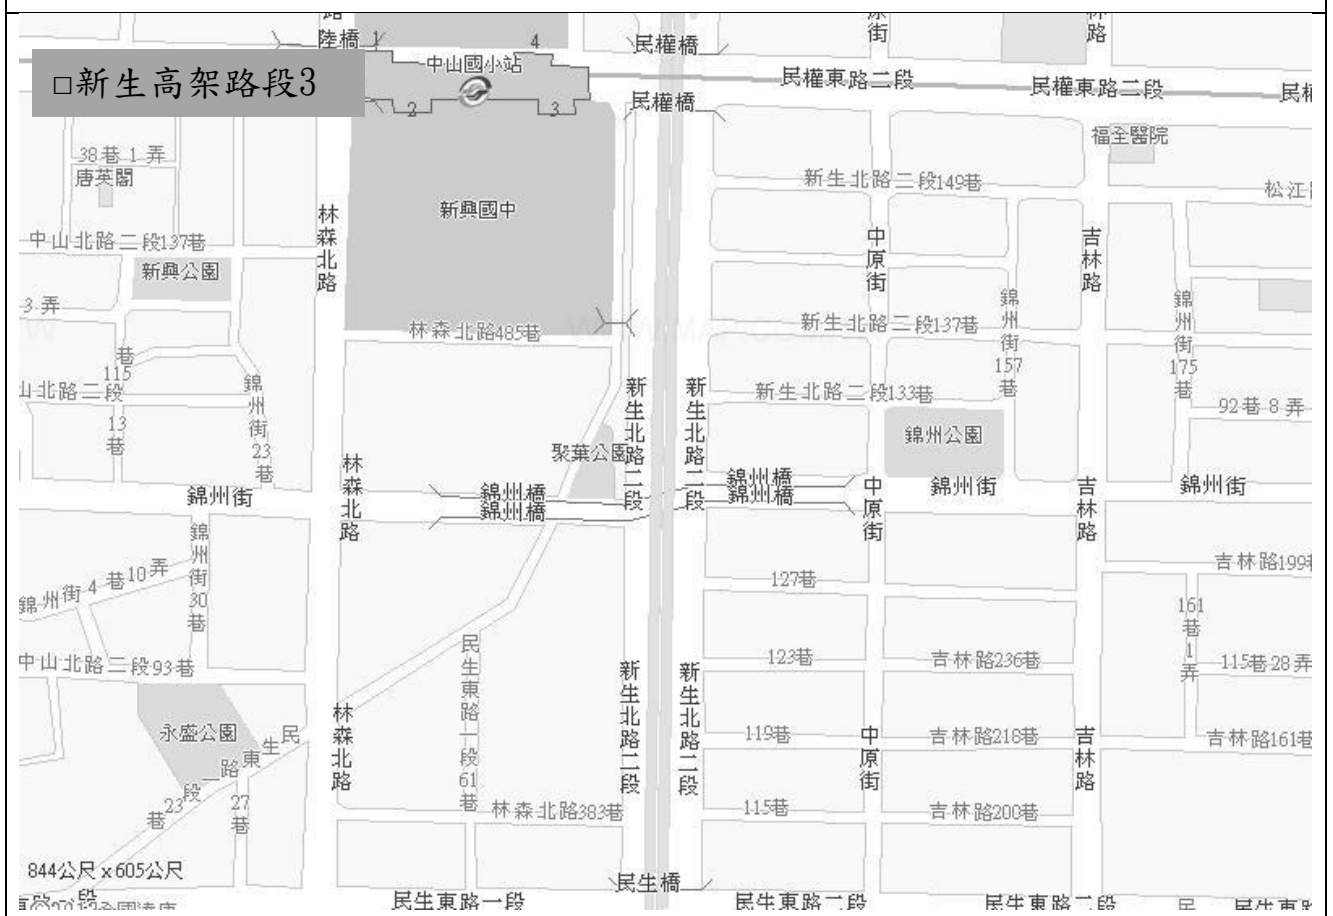 □新生高架路段3
陸橋
1
4
民權橋
街
路
中山國小站
民權東路二段
民權東路二段
2
3
民權橋
38巷1弄
唐英閣
福全醫院
新生北路二段149巷
松江
林森北路
新興國中
中山北路二段137巷
中原街
吉林路
新興公園
3弄
錦州街157巷
錦州街175巷
林森北路485巷
新生北路二段137巷
巷
115
山北路二段
13巷
錦州街23巷
新生北路二段
新生北路二段
新生北路二段133巷
92巷8弄
聚葉公園
錦州公園
林森北路
錦州街
錦州橋
錦州橋
錦州橋
錦州橋
中原街
錦州街
吉林路
錦州街
錦州街30巷
錦州街4巷10弄
127巷
吉林路199
161巷1弄
中山北路二段93巷
民生東路一段61巷
新生北路二段
新生北路二段
123巷
吉林路236巷
115巷28弄
永盛公園
民生東路一段23巷
27巷
林森北路
119巷
中原街
吉林路218巷
吉林路
吉林路161巷
林森北路383巷
115巷
吉林路200巷
844公尺x605公尺
民生橋
民生東路一段
民生東路二段
民生東路二段
民